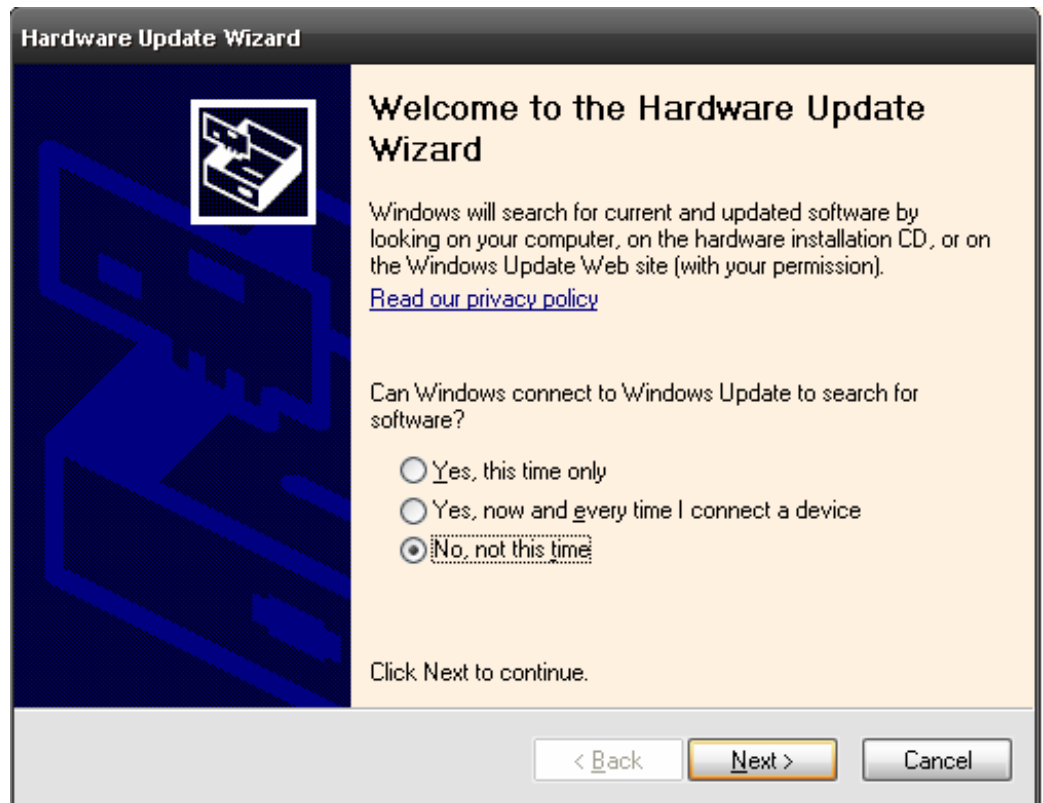 Hardware Update Wizard
Welcome to the Hardware Update
Wizard
Windows will search for current and updated software by
looking on your computer, on the hardware installation CD, or on
the Windows Update Web site (with your permission).
Read our privacy policy
Can Windows connect to Windows Update to search for
software?
Yes, this time only
Yes, now and every time I connect a device
No, not this time
Click Next to continue.
< Back
Next >
Cancel